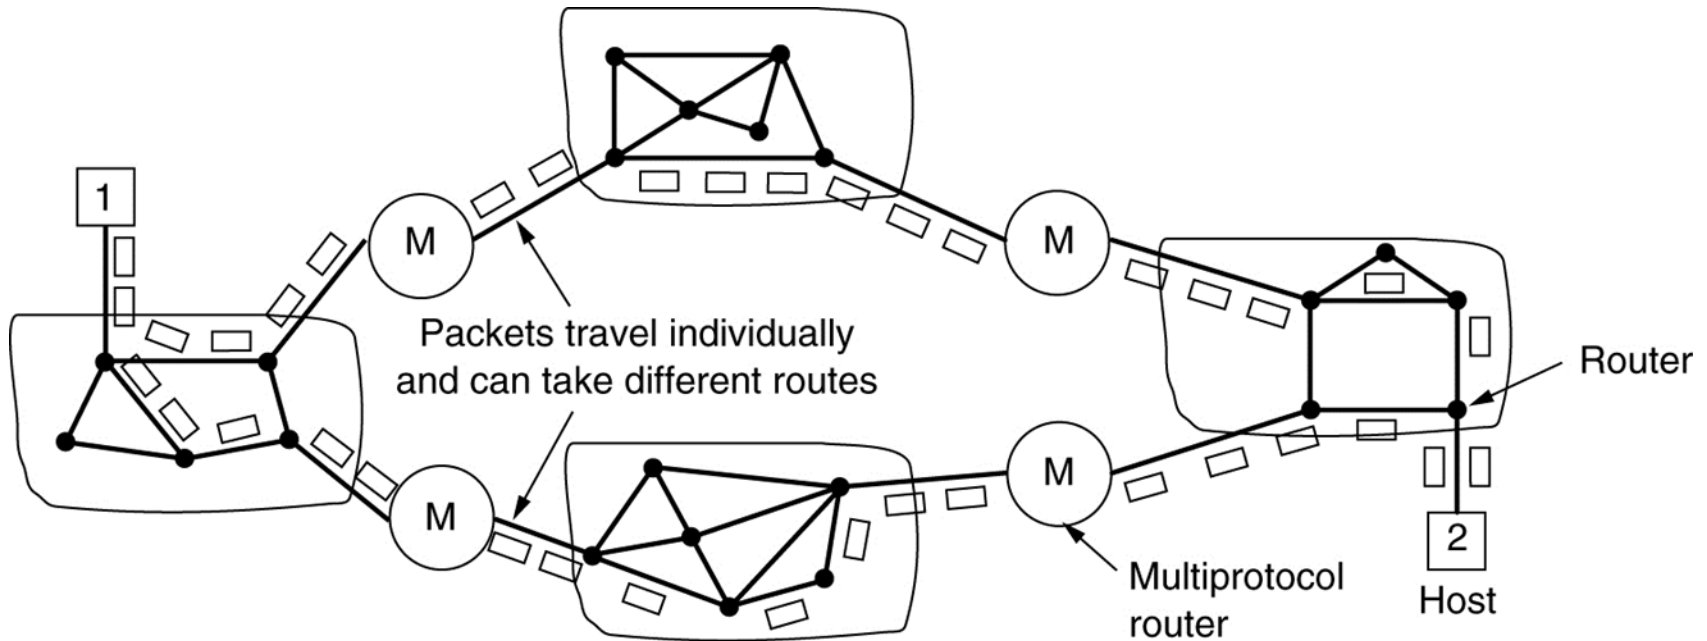 1
M
M
Packets travel individually
and can take different routes
Router
M
M
2
Host
Multiprotocol
router